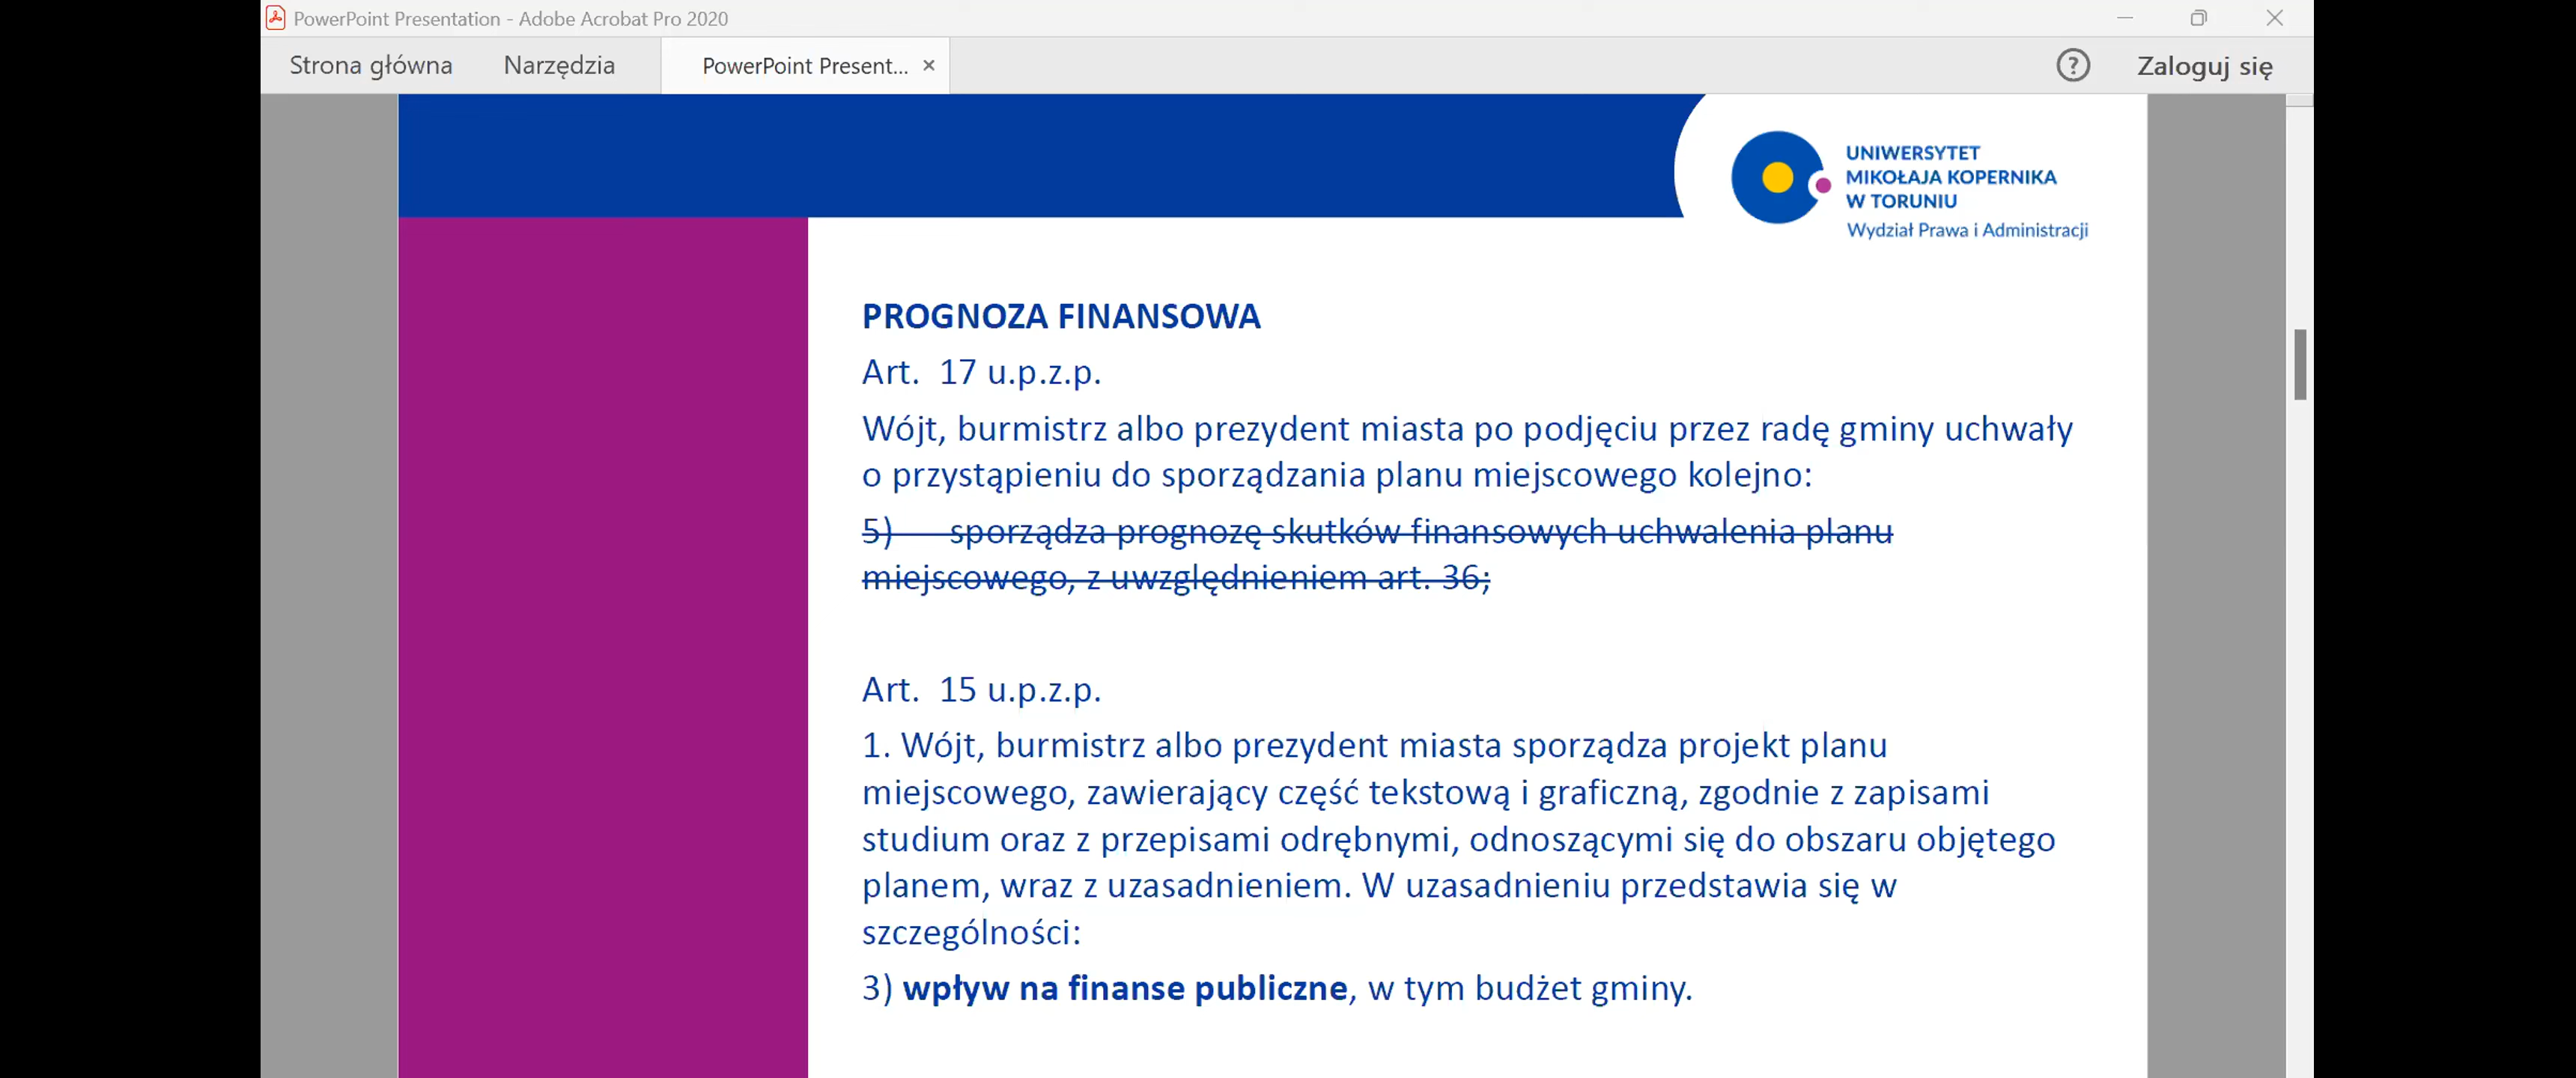 PowerPoint Presentation - Adobe Acrobat Pro 2020
Strona główna Narzędzia PowerPoint Present... × ? Zaloguj się
UNIWERSYTET
MIKOŁAJA KOPERNIKA
W TORUNIU
Wydział Prawa i Administracji
PROGNOZA FINANSOWA
Art. 17 u.p.z.p.
Wójt, burmistrz albo prezydent miasta po podjęciu przez radę gminy uchwały
o przystąpieniu do sporządzania planu miejscowego kolejno:
5) sporządza prognozę skutków finansowych uchwalenia planu
miejscowego, z uwzględnieniem art. 36;
Art. 15 u.p.z.p.
1. Wójt, burmistrz albo prezydent miasta sporządza projekt planu
miejscowego, zawierający część tekstową i graficzną, zgodnie z zapisami
studium oraz z przepisami odrębnymi, odnoszącymi się do obszaru objętego
planem, wraz z uzasadnieniem. W uzasadnieniu przedstawia się w
szczególności:
3) wpływ na finanse publiczne, w tym budżet gminy.